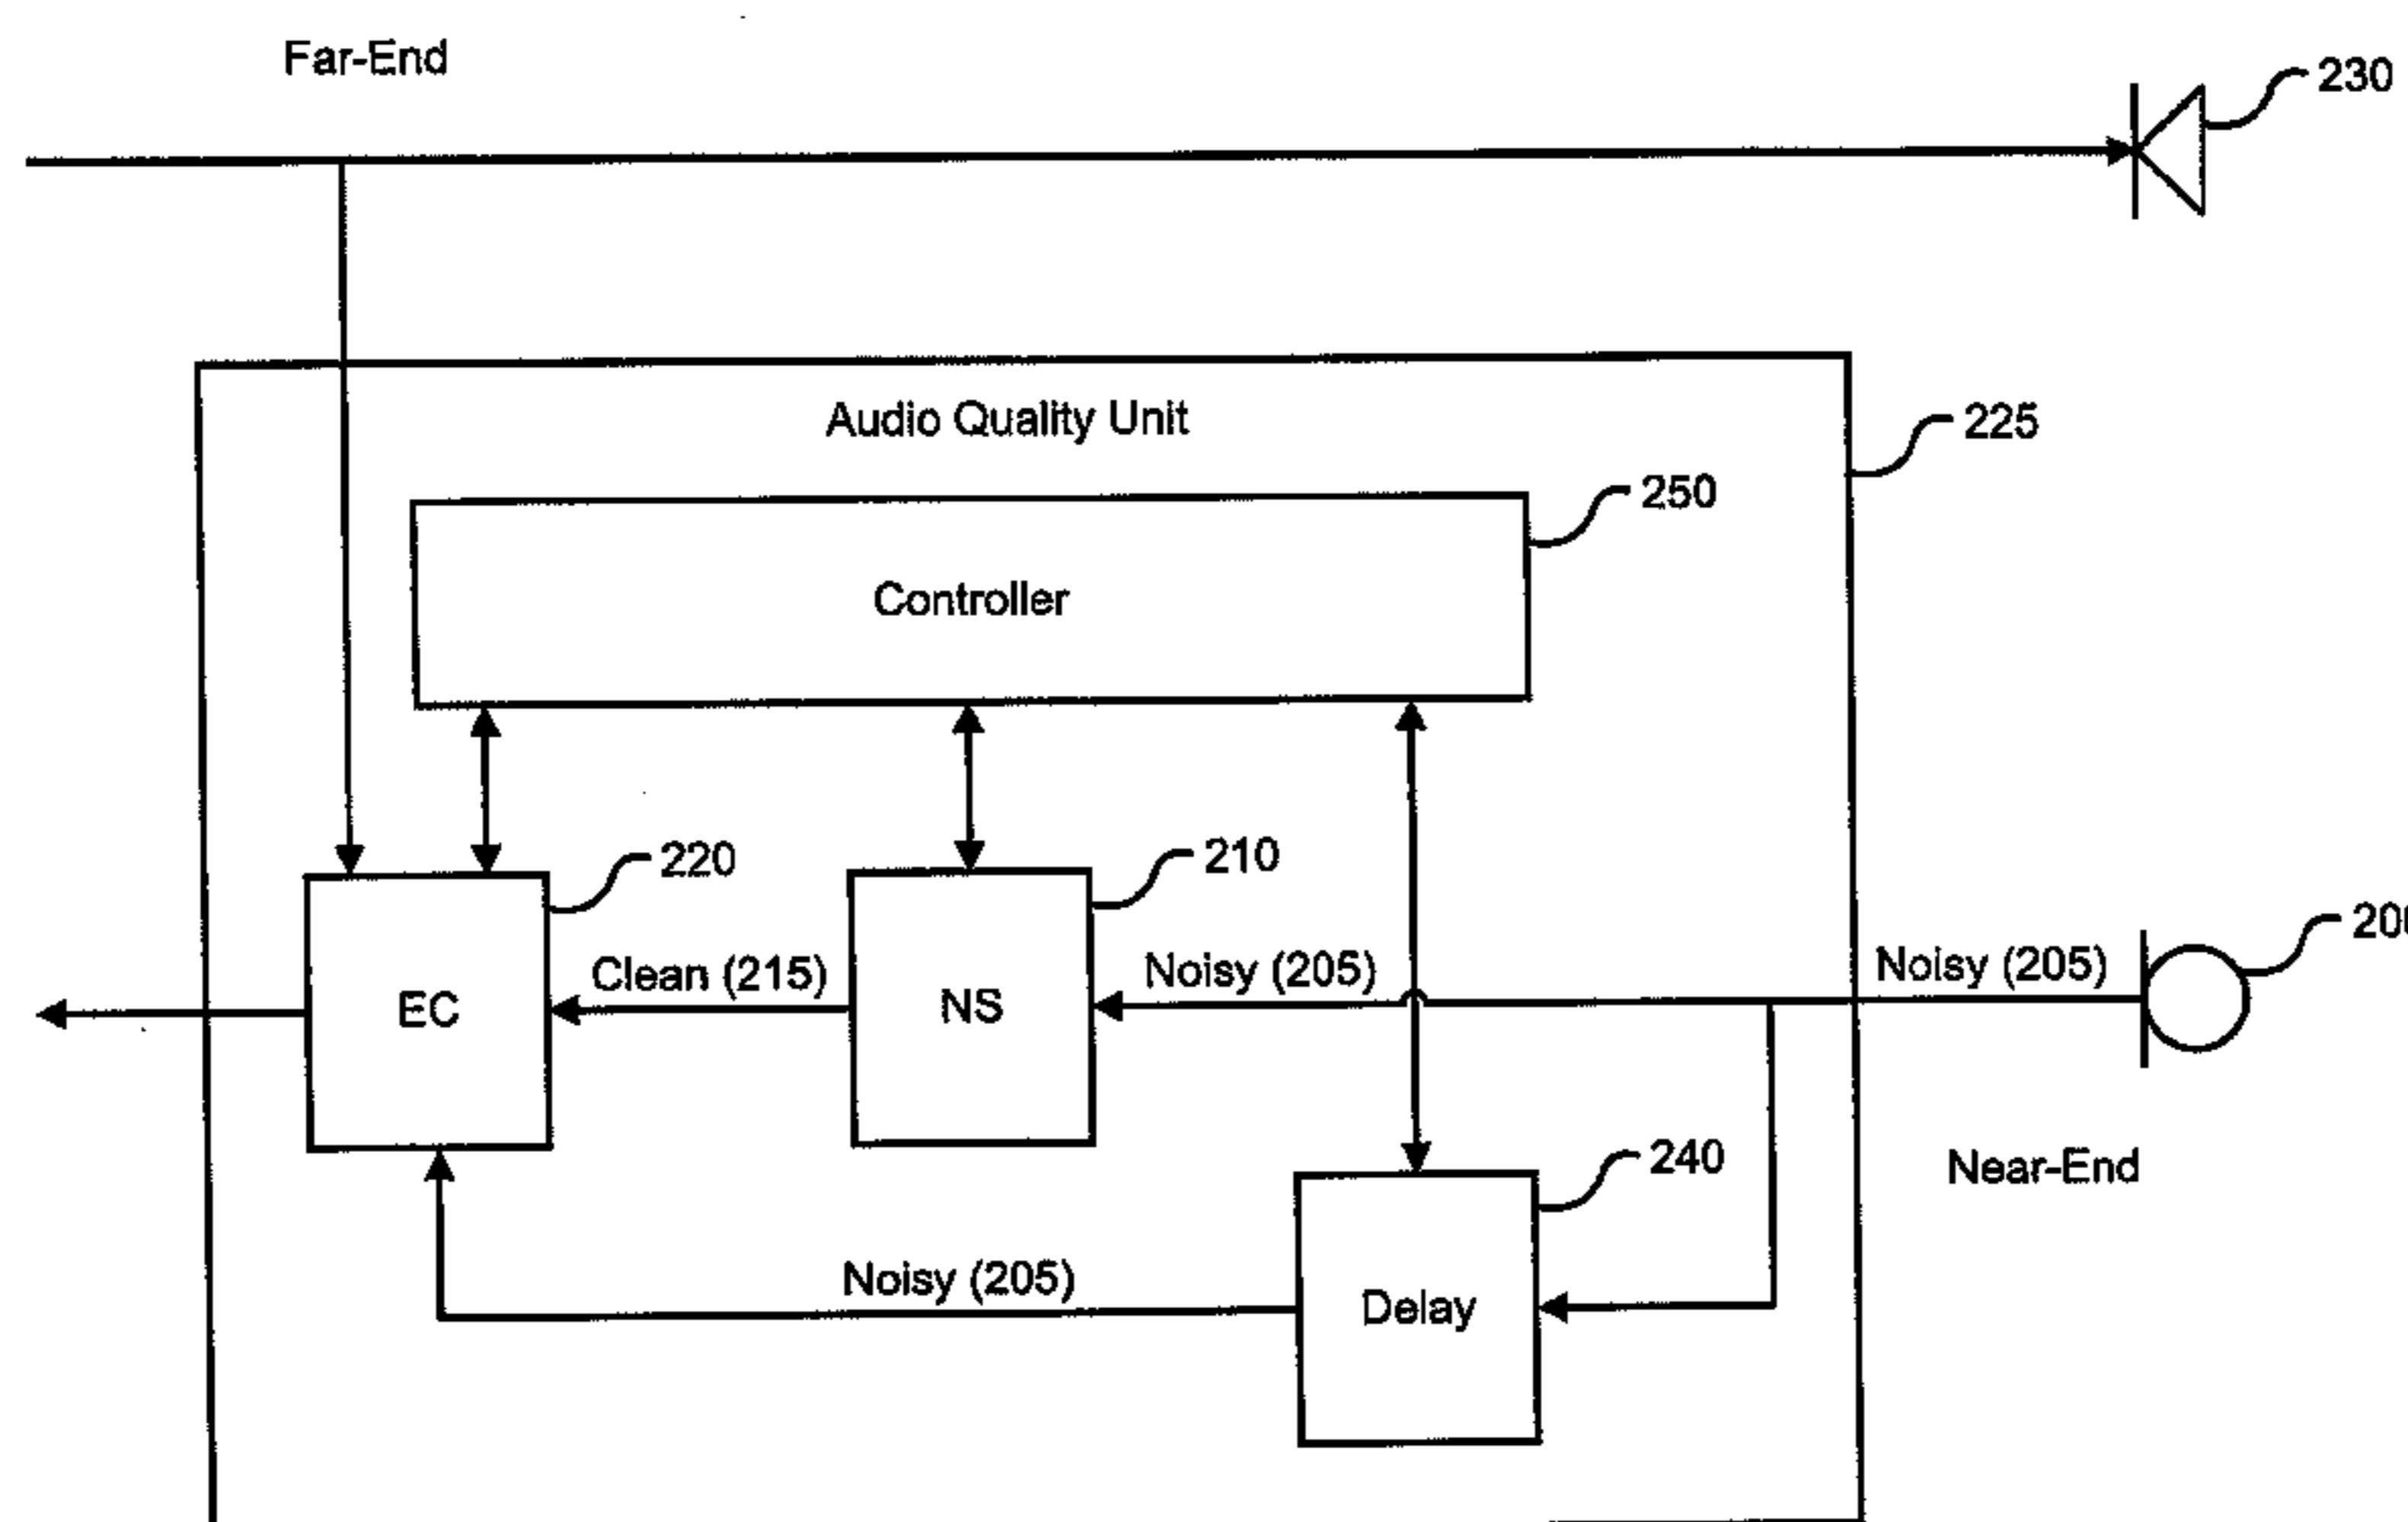 Far-End
230
Audio Quality Unit
225
250
Controller
220
210
Clean (215)
Noisy (205)
Noisy (205)
EC
NS
240
Near-End
Noisy (205)
Delay